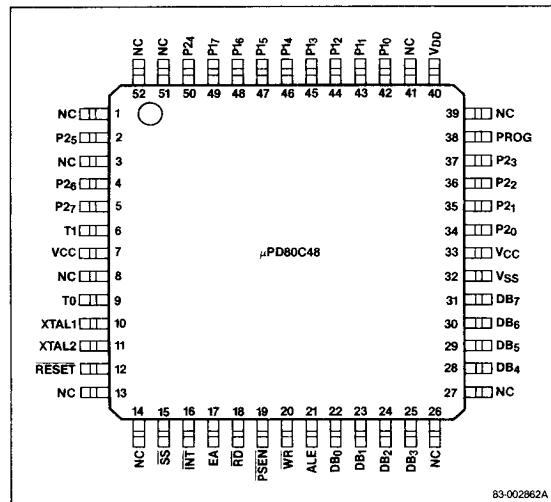 NC NC P24 P17 P16 P15 P14 P13 P12 P11 P10 NC VDD
52 51 50 49 48 47 46 45 44 43 42 41 40
NC 1 39 NC
P25 2 38 PROG
NC 3 37 P23
P26 4 36 P22
P27 5 35 P21
T1 6 34 P20
VCC 7 μPD80C48 33 VCC
NC 8 32 VSS
T0 9 31 DB7
XTAL1 10 30 DB6
XTAL2 11 29 DB5
RESET 12 28 DB4
NC 13 27 NC
14 15 16 17 18 19 20 21 22 23 24 25 26
NC SS INT EA RD PSEN WR ALE DB0 DB1 DB2 DB3 NC
83-002862A